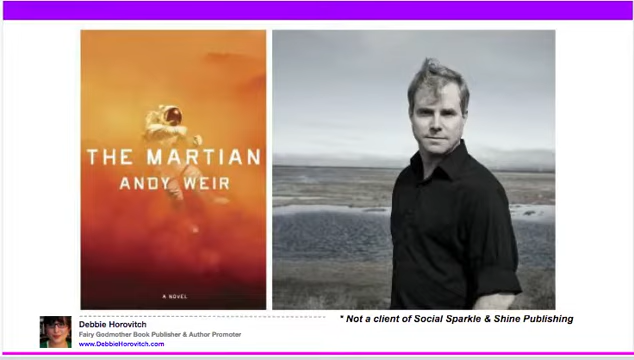 THE MARTIAN
ANDY WEIR
A NOVEL
* Not a client of Social Sparkle & Shine Publishing
Debbie Horovitch
Fairy Godmother Book Publisher & Author Promoter
www.DebbieHorovitch.com